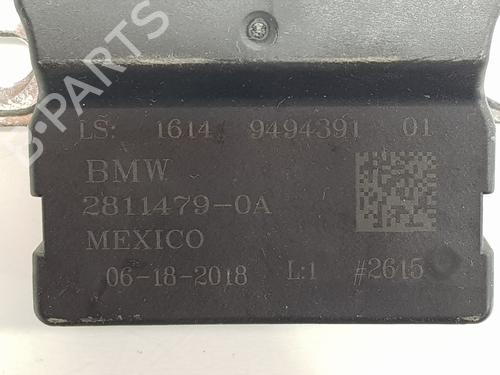 B-PARTS
LS: 1614 9494391 01
BMW
2811479-0A
MEXICO
06-18-2018 L:1 #2615